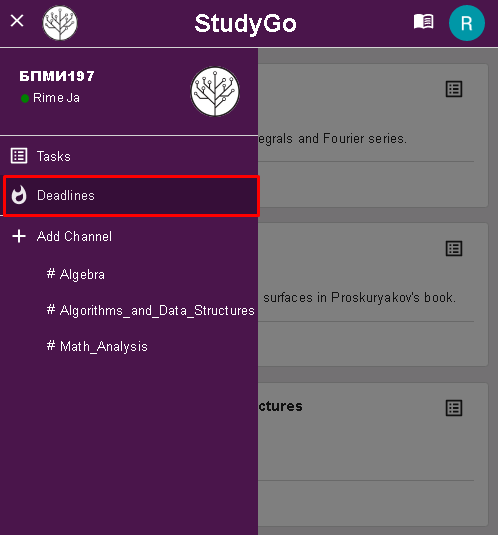 StudyGo
R
БПМИ197
Rime Ja
Tasks
egrals and Fourier series.
Deadlines
Add Channel
# Algebra
surfaces in Proskuryakov's book.
# Algorithms_and_Data_Structures
# Math_Analysis
ctures